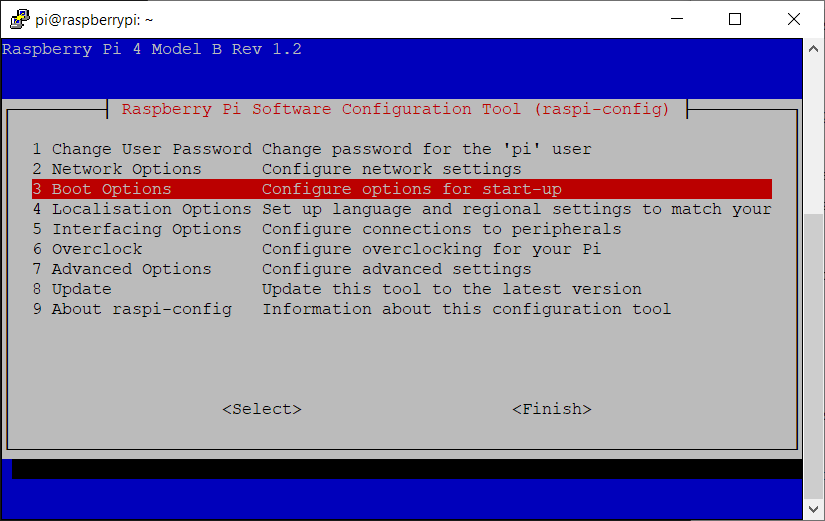 pi@raspberrypi: ~
Raspberry Pi 4 Model B Rev 1.2
Raspberry Pi Software Configuration Tool (raspi-config)
1 Change User Password Change password for the 'pi' user
2 Network Options Configure network settings
3 Boot Options Configure options for start-up
4 Localisation Options Set up language and regional settings to match your
5 Interfacing Options Configure connections to peripherals
6 Overclock Configure overclocking for your Pi
7 Advanced Options Configure advanced settings
8 Update Update this tool to the latest version
9 About raspi-config Information about this configuration tool
<Select> <Finish>